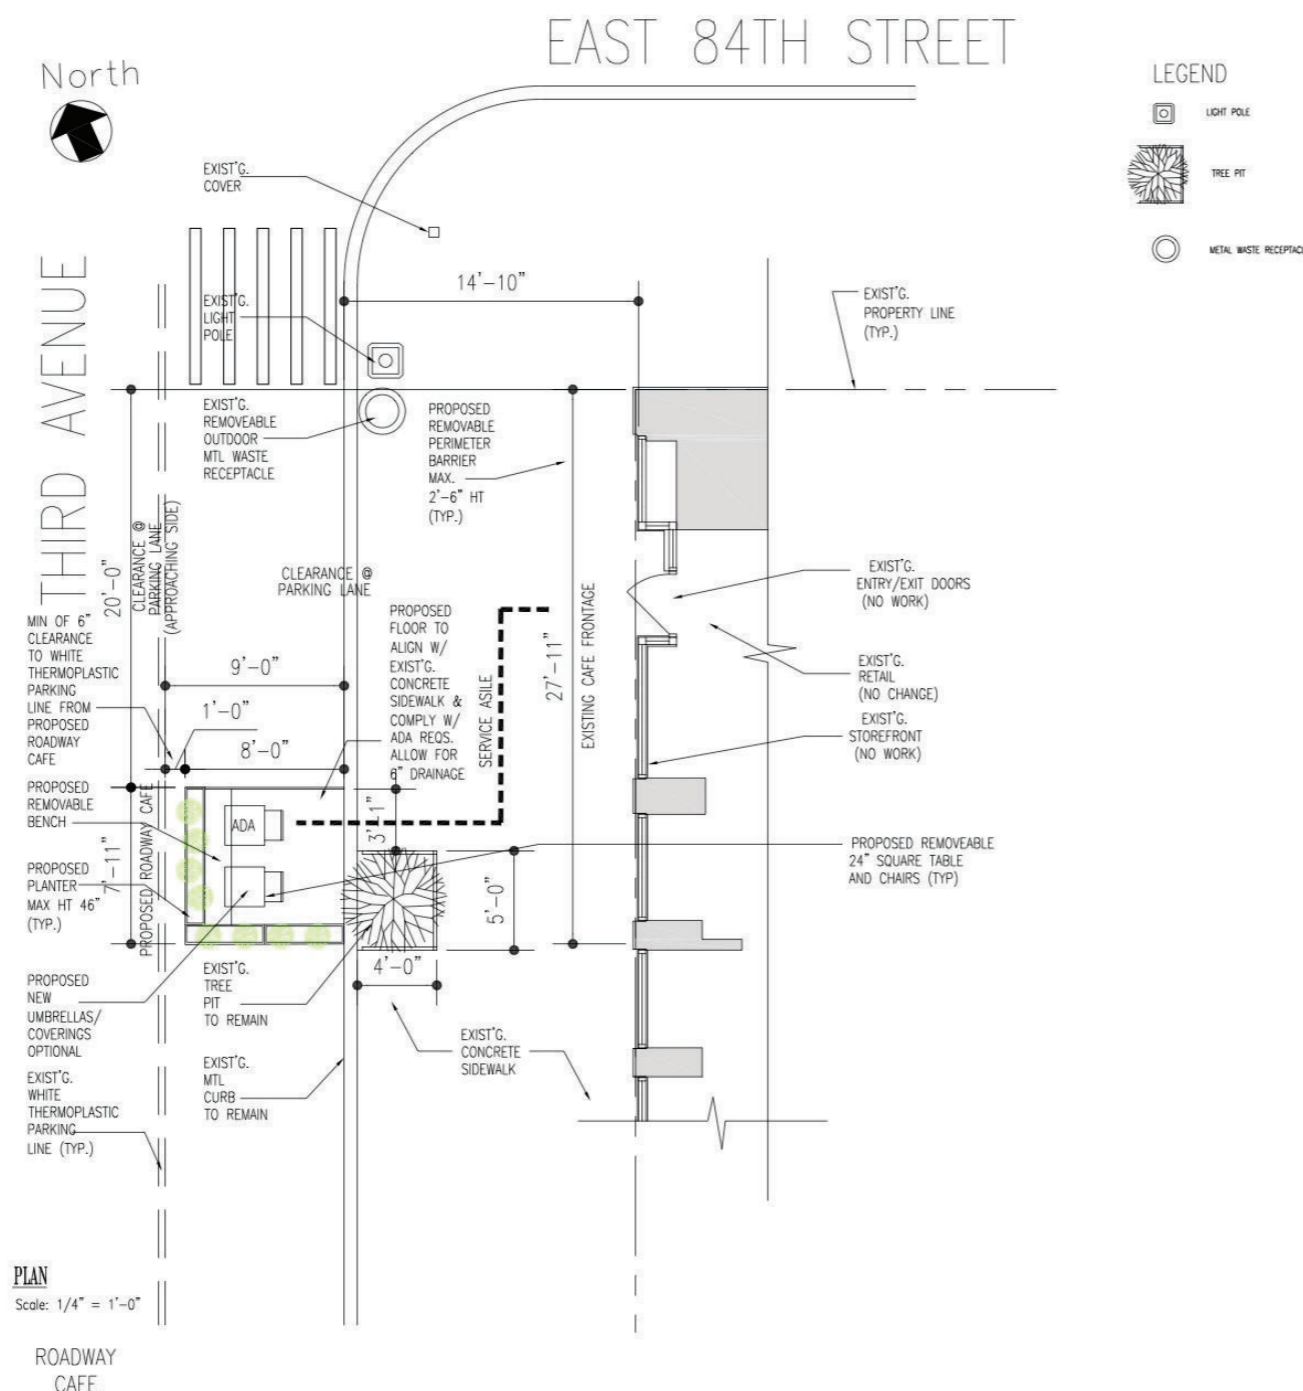 EAST 84TH STREET
North
LEGEND
LIGHT POLE
TREE PIT
METAL WASTE RECEPTAC
EXIST'G.
COVER
THIRD AVENUE
14'-10"
EXIST'G.
LIGHT
POLE
EXIST'G.
PROPERTY LINE
(TYP.)
EXIST'G.
REMOVEABLE
OUTDOOR
MTL WASTE
RECEPTACLE
PROPOSED
REMOVABLE
PERIMETER
BARRIER
MAX.
2'-6" HT
(TYP.)
20'-0"
CLEARANCE @
PARKING LANE
(APPROACHING SIDE)
CLEARANCE @
PARKING LANE
EXIST'G.
ENTRY/EXIT DOORS
(NO WORK)
MIN OF 6"
CLEARANCE
TO WHITE
THERMOPLASTIC
PARKING
LINE FROM
PROPOSED
ROADWAY
CAFE
9'-0"
1'-0"
8'-0"
PROPOSED
FLOOR TO
ALIGN W/
EXIST'G.
CONCRETE
SIDEWALK &
COMPLY W/
ADA REQS.
ALLOW FOR
6" DRAINAGE
SERVICE ASILE
27'-11"
EXISTING CAFE FRONTAGE
EXIST'G.
RETAIL
(NO CHANGE)
EXIST'G.
STOREFRONT
(NO WORK)
PROPOSED
REMOVABLE
BENCH
7'-11"
PROPOSED ROADWAY CAFE
ADA
3'-1"
PROPOSED REMOVEABLE
24" SQUARE TABLE
AND CHAIRS (TYP)
PROPOSED
PLANTER
MAX HT 46"
(TYP.)
5'-0"
4'-0"
PROPOSED
NEW
UMBRELLAS/
COVERINGS
OPTIONAL
EXIST'G.
TREE
PIT
TO REMAIN
EXIST'G.
CONCRETE
SIDEWALK
EXIST'G.
MTL
CURB
TO REMAIN
EXIST'G.
WHITE
THERMOPLASTIC
PARKING
LINE (TYP.)
PLAN
Scale: 1/4" = 1'-0"
ROADWAY
CAFE